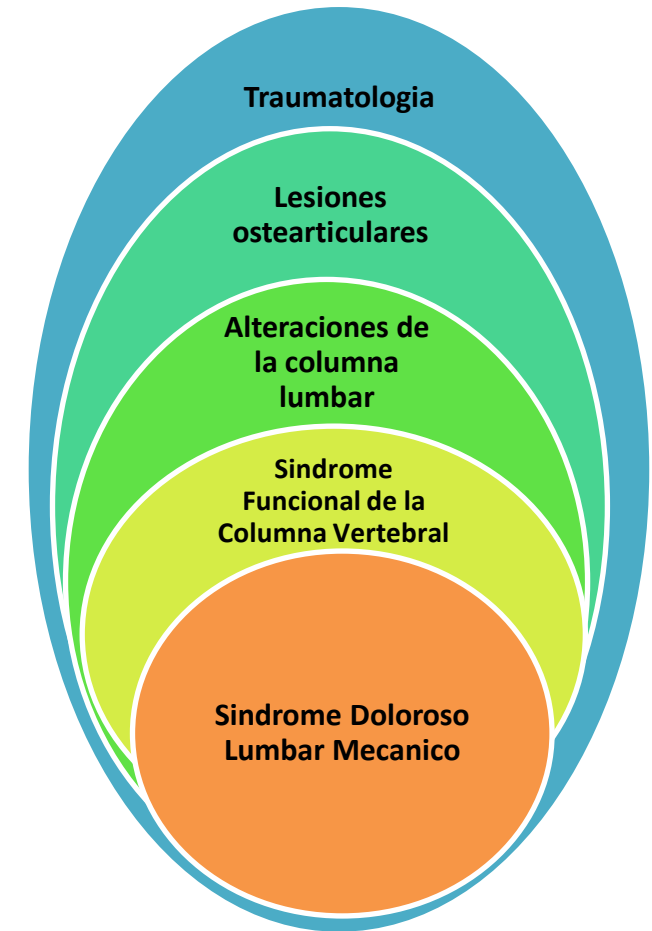 Traumatologia
Lesiones
ostearticulares
Alteraciones de
la columna
lumbar
Sindrome
Funcional de la
Columna Vertebral
Sindrome Doloroso
Lumbar Mecanico